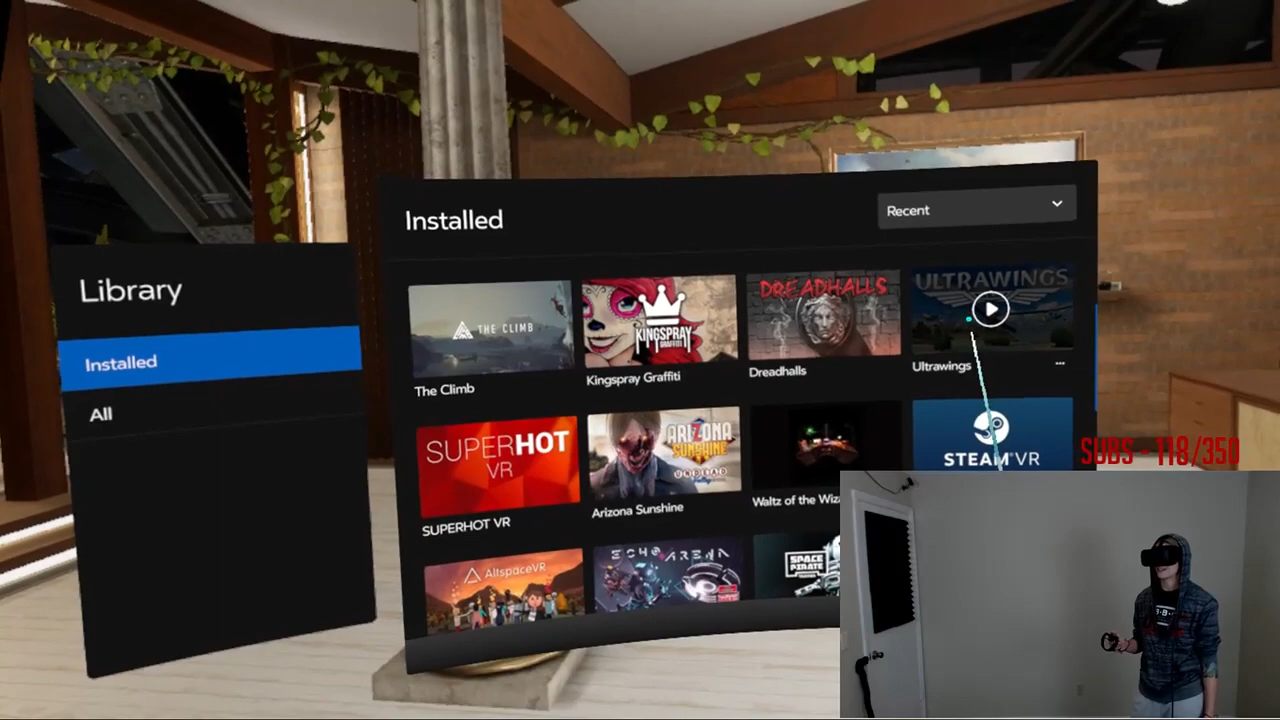 Installed
Recent
Library
Installed
All
THE CLIMB
KINGSPRAY
GRAFFITI
DREADHALLS
ULTRAWINGS
The Climb
Kingspray Graffiti
Dreadhalls
Ultrawings
SUPERHOT
VR
ARIZONA
SUNSHINE
UNDEAD
STEAM®VR
SUPERHOT VR
Arizona Sunshine
Waltz of the Wiz
SUBS - 118/350
AltspaceVR
ECHO ARENA
SPACE
PIRATE